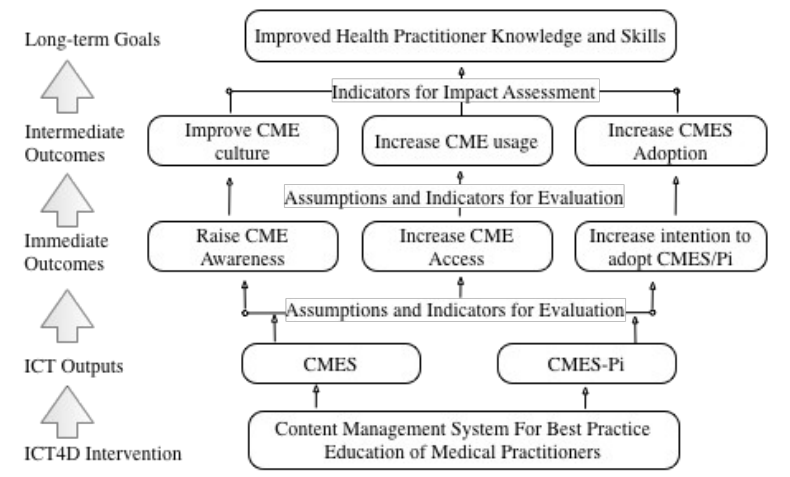 Long-term Goals
Improved Health Practitioner Knowledge and Skills
Indicators for Impact Assessment
Intermediate
Outcomes
Improve CME
culture
Increase CME usage
Increase CMES
Adoption
Assumptions and Indicators for Evaluation
Immediate
Outcomes
Raise CME
Awareness
Increase CME
Access
Increase intention to
adopt CMES/Pi
Assumptions and Indicators for Evaluation
ICT Outputs
CMES
CMES-Pi
ICT4D Intervention
Content Management System For Best Practice
Education of Medical Practitioners